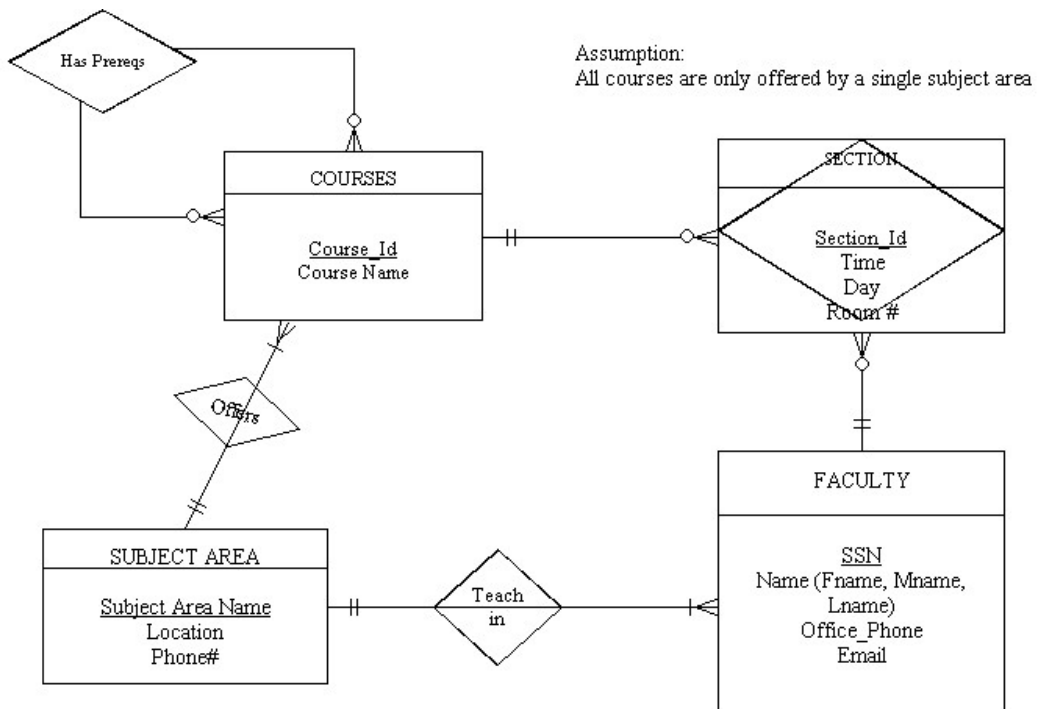 Has Prereqs
Assumption:
All courses are only offered by a single subject area
COURSES
Course_Id
Course Name
SECTION
Section_Id
Time
Day
Room #
Offers
SUBJECT AREA
Subject Area Name
Location
Phone#
Teach
in
FACULTY
SSN
Name (Fname, Mname,
Lname)
Office_Phone
Email